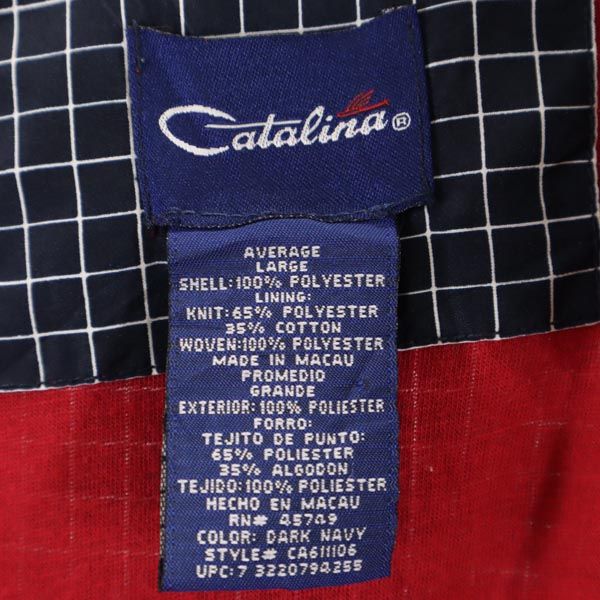 Catalina®
AVERAGE
LARGE
SHELL:100% POLYESTER
LINING:
KNIT:65% POLYESTER
35% COTTON
WOVEN:100% POLYESTER
MADE IN MACAU
PROMEDIO
GRANDE
EXTERIOR:100% POLIESTER
FORRO:
TEJITO DE PUNTO:
65% POLIESTER
35% ALGODON
TEJIDO:100% POLIESTER
HECHO EN MACAU
RN# 45749
COLOR: DARK NAVY
STYLE# CA611106
UPC:7 3220794255